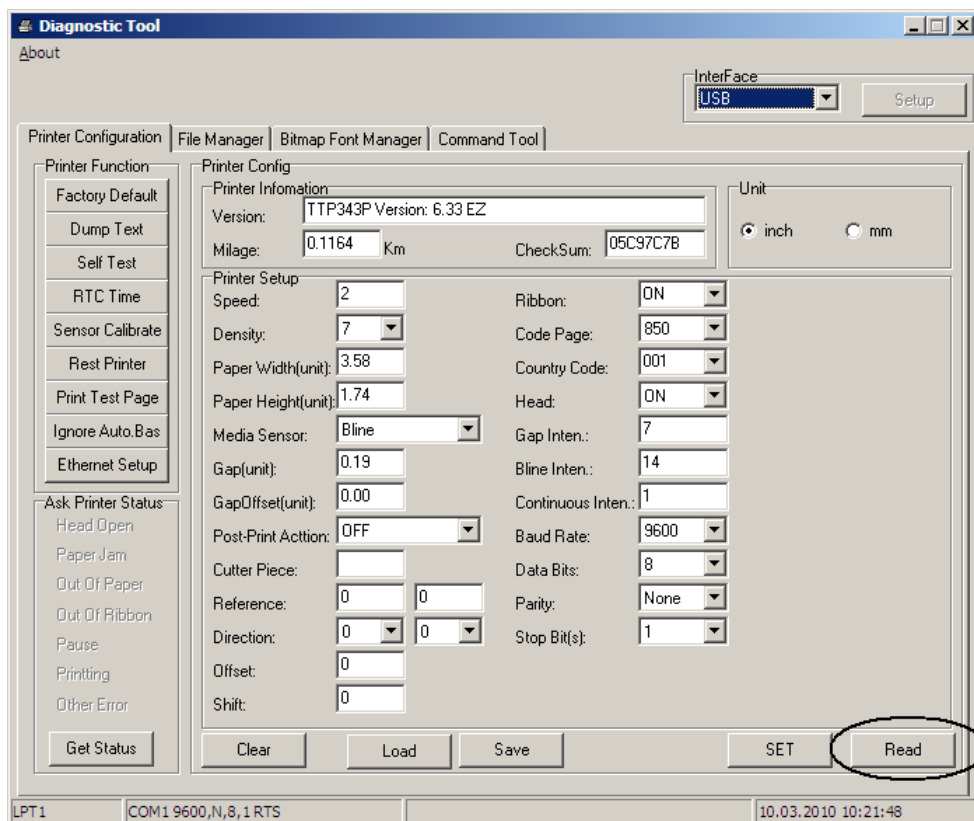 Diagnostic Tool
About
InterFace
USB
Setup
Printer Configuration
File Manager
Bitmap Font Manager
Command Tool
Printer Function
Factory Default
Dump Text
Self Test
RTC Time
Sensor Calibrate
Rest Printer
Print Test Page
Ignore Auto.Bas
Ethernet Setup
Ask Printer Status
Head Open
Paper Jam
Out Of Paper
Out Of Ribbon
Pause
Printting
Other Error
Get Status
Printer Config
Printer Infomation
Version: TTP343P Version: 6.33 EZ
Milage: 0.1164 Km
CheckSum: 05C97C7B
Unit
inch
mm
Printer Setup
Speed: 2
Density: 7
Paper Width(unit): 3.58
Paper Height(unit): 1.74
Media Sensor: Bline
Gap(unit): 0.19
GapOffset(unit): 0.00
Post-Print Acttion: OFF
Cutter Piece:
Reference: 0 0
Direction: 0 0
Offset: 0
Shift: 0
Ribbon: ON
Code Page: 850
Country Code: 001
Head: ON
Gap Inten.: 7
Bline Inten.: 14
Continuous Inten.: 1
Baud Rate: 9600
Data Bits: 8
Parity: None
Stop Bit(s): 1
Clear
Load
Save
SET
Read
LPT1
COM1 9600,N,8,1 RTS
10.03.2010 10:21:48